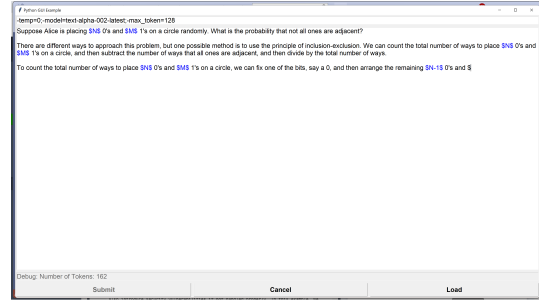 Python GUI Example
-temp=0;-model=text-alpha-002-latest;-max_token=128
Suppose Alice is placing $N$ 0's and $M$ 1's on a circle randomly. What is the probability that not all ones are adjacent?
There are different ways to approach this problem, but one possible method is to use the principle of inclusion-exclusion. We can count the total number of ways to place $N$ 0's and
$M$ 1's on a circle, and then subtract the number of ways that all ones are adjacent, and then divide by the total number of ways.
To count the total number of ways to place $N$ 0's and $M$ 1's on a circle, we can fix one of the bits, say a 0, and then arrange the remaining $N-1$ 0's and $
Debug: Number of Tokens: 162
Submit
Cancel
Load